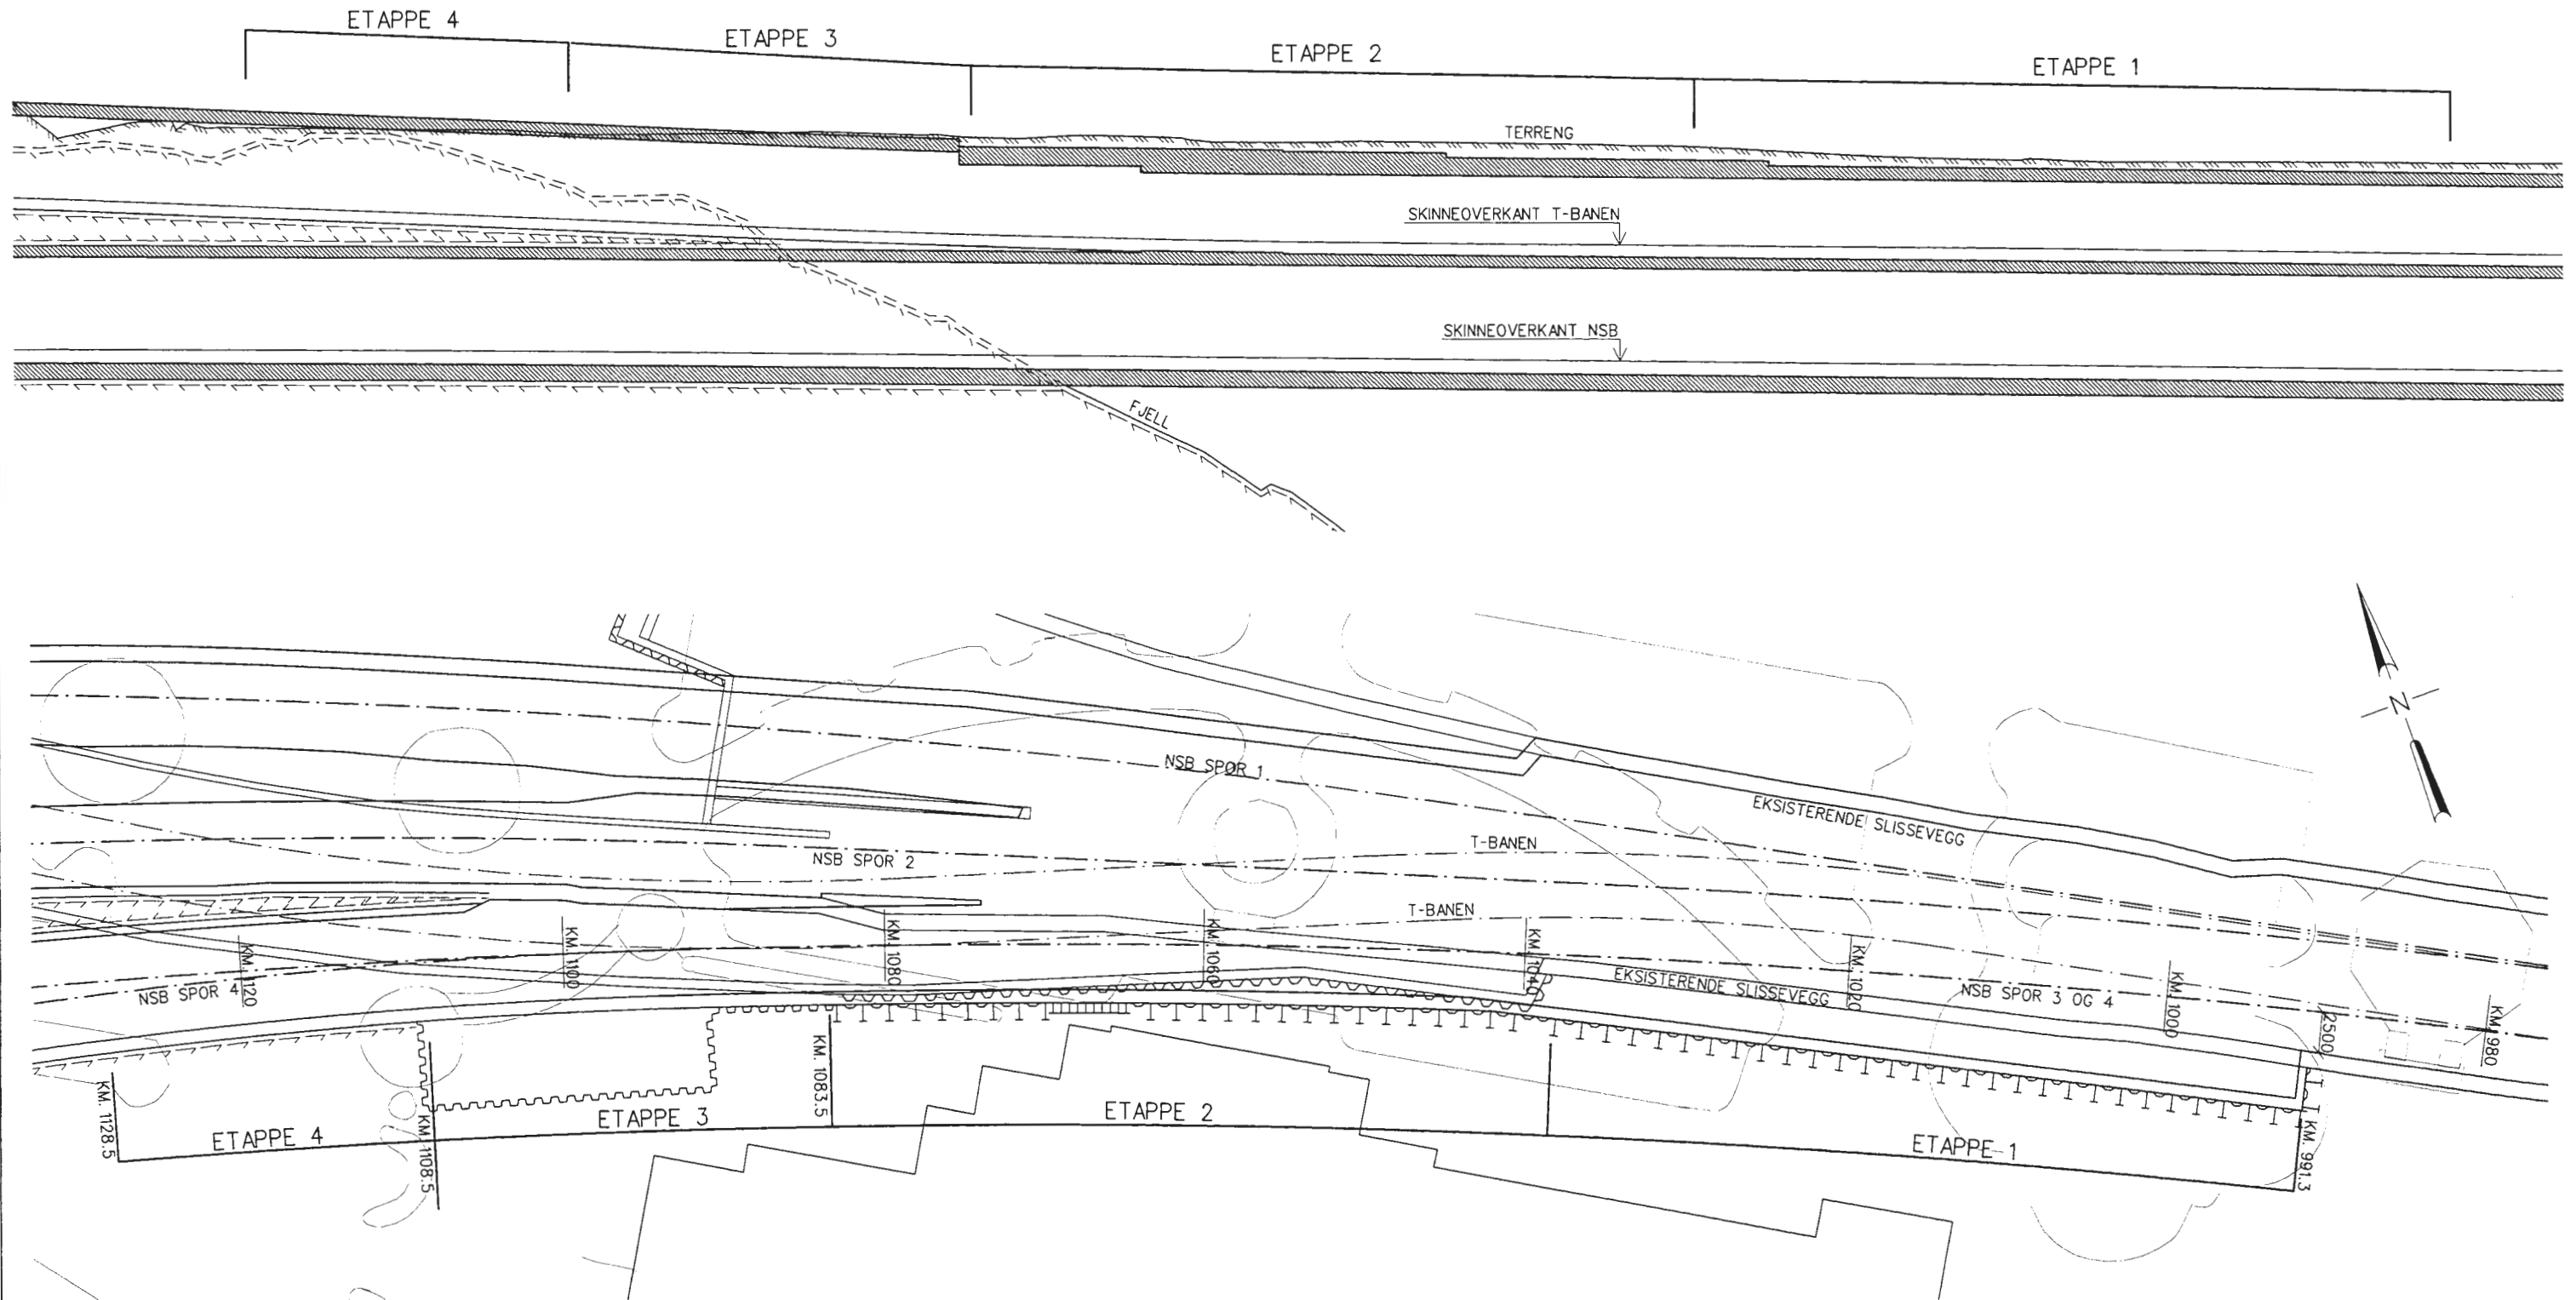 ETAPPE 4
ETAPPE 3
ETAPPE 2
ETAPPE 1
TERRENG
SKINNEOVERKANT T-BANEN
SKINNEOVERKANT NSB
FJELL
N
NSB SPOR 1
EKSISTERENDE SLISSEVEGG
T-BANEN
NSB SPOR 2
T-BANEN
KM. 1120
KM. 1100
KM. 1080
KM. 1060
KM. 1040
KM. 1020
KM. 1000
2500
KM. 980
NSB SPOR 4
EKSISTERENDE SLISSEVEGG
NSB SPOR 3 OG 4
KM. 1128.5
KM. 1108.5
KM. 1083.5
KM. 991.3
ETAPPE 4
ETAPPE 3
ETAPPE 2
ETAPPE 1